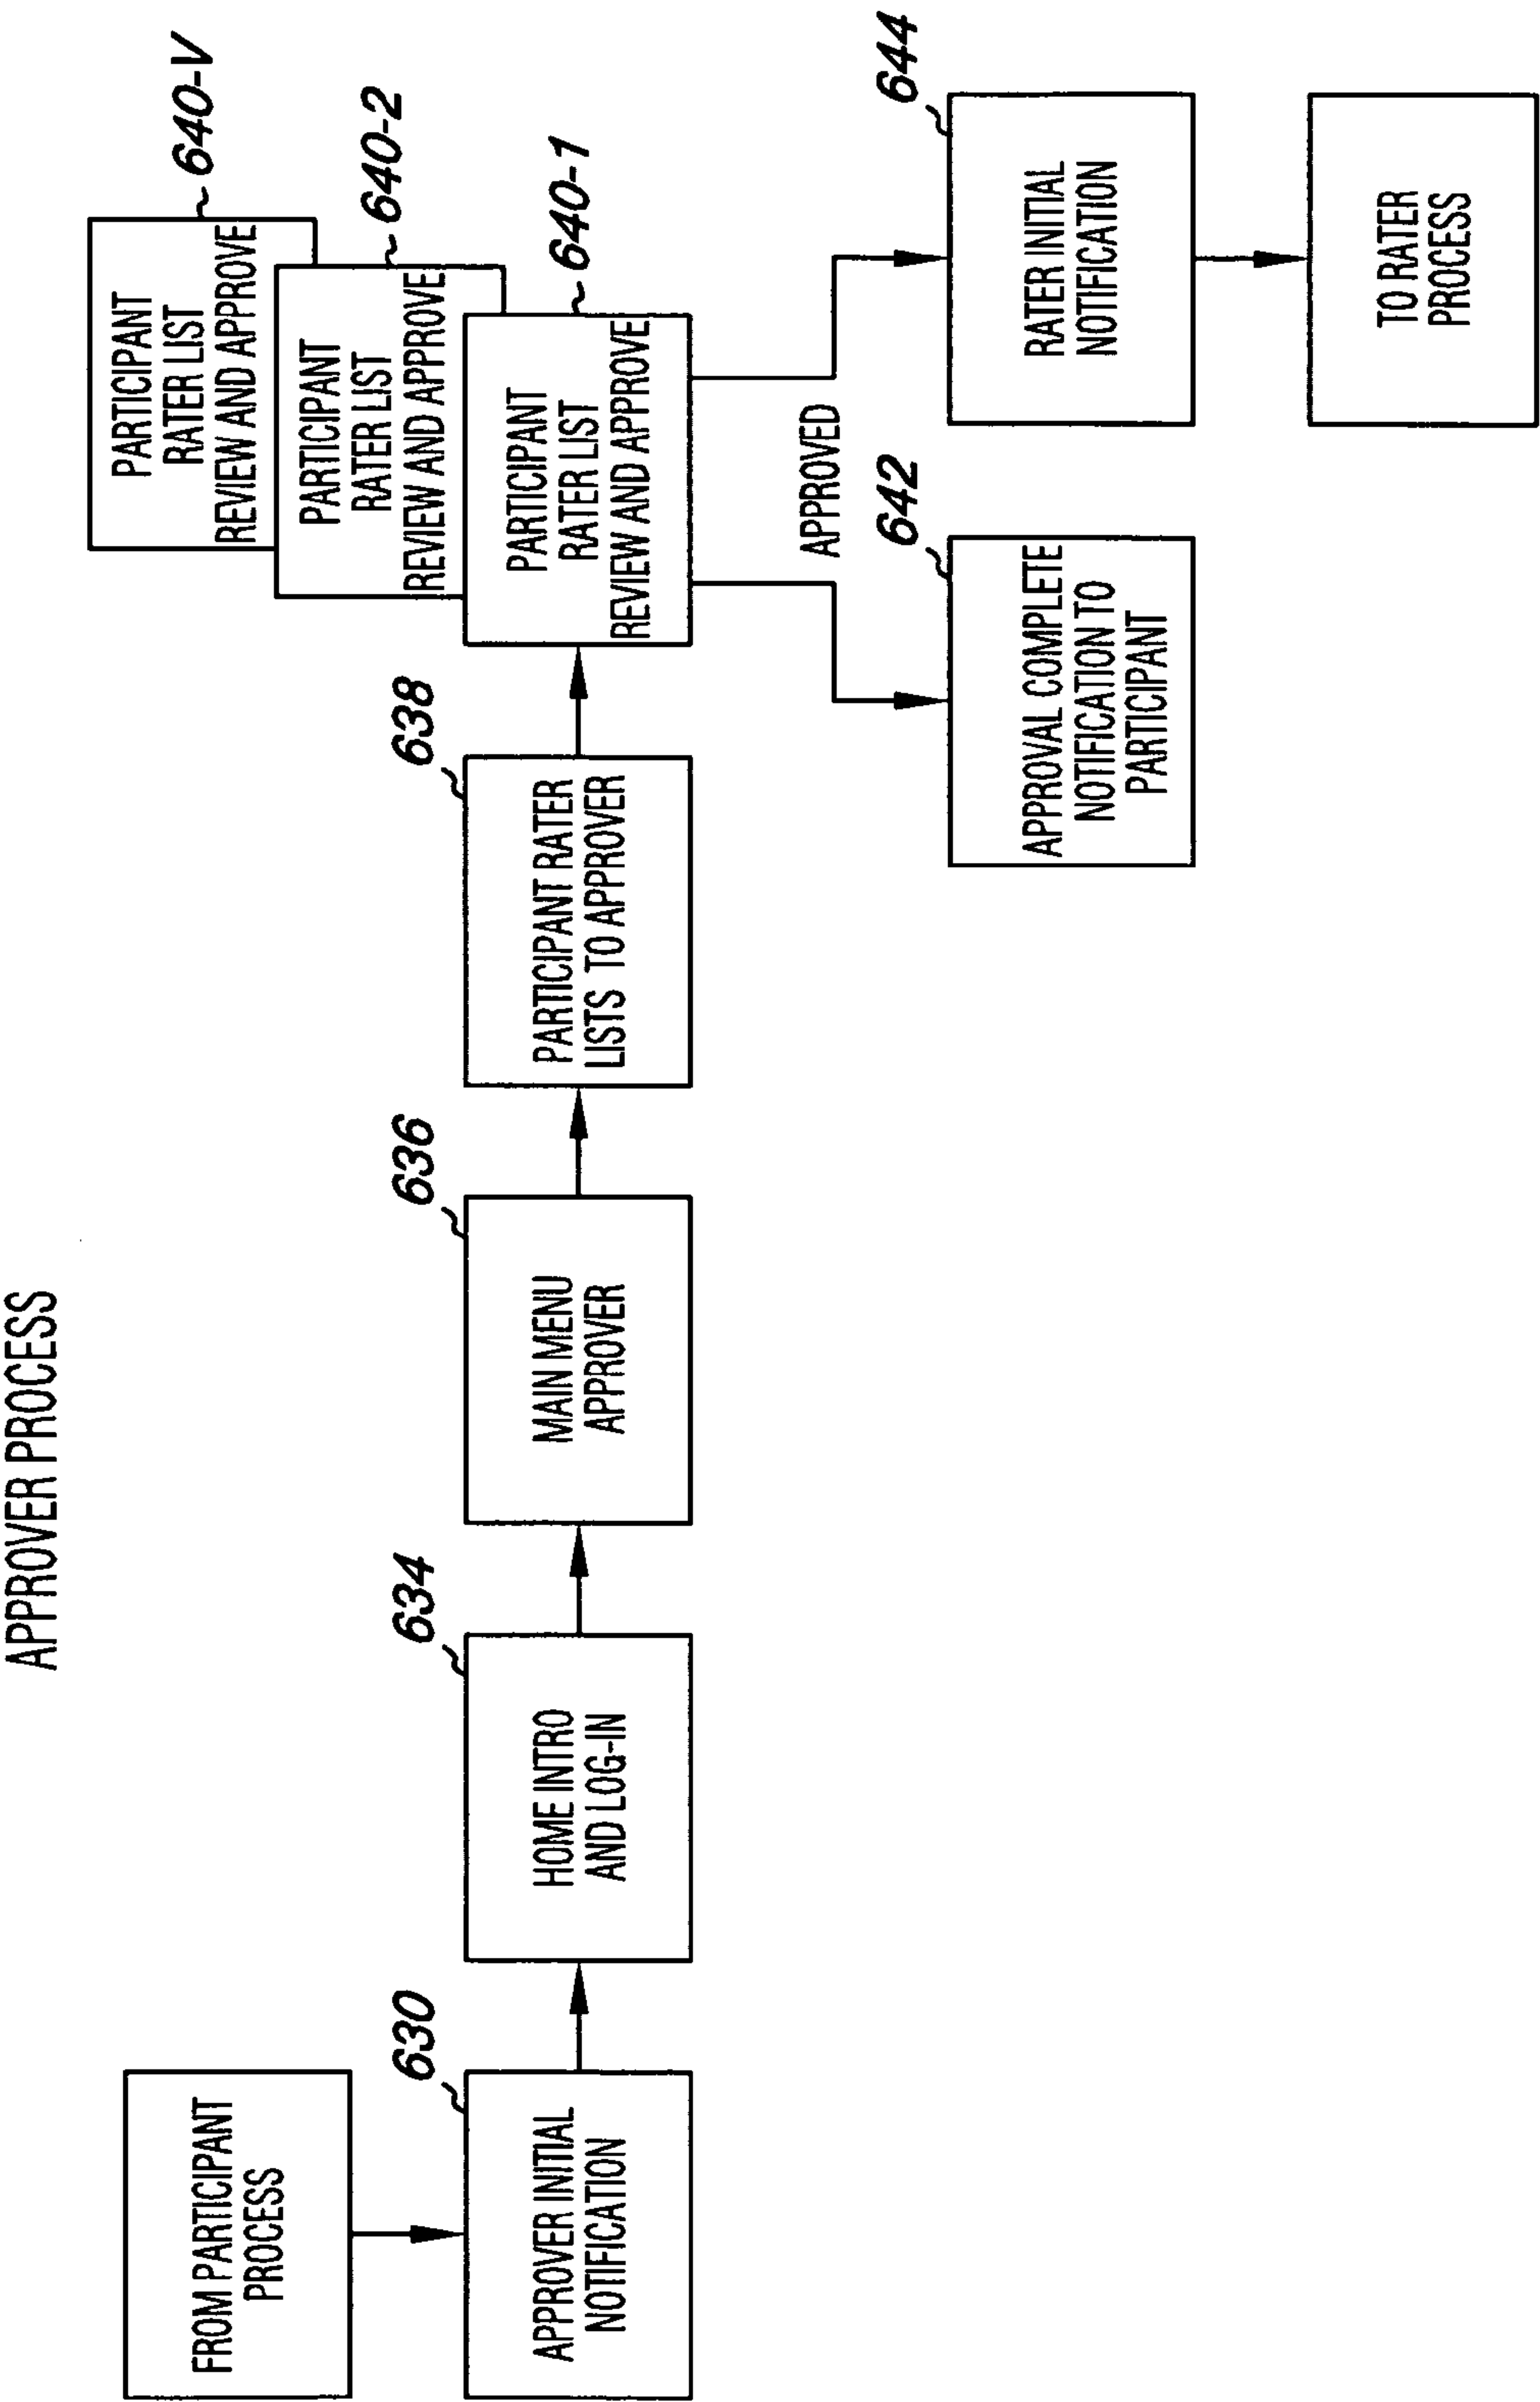 APPROVER PROCESS
FROM PARTICIPANT
PROCESS
630
APPROVER INITIAL
NOTIFICATION
634
HOME INTRO
AND LOG-IN
636
MAIN MENU
APPROVER
638
PARTICIPANT RATER
LISTS TO APPROVER
640-V
PARTICIPANT
RATER LIST
REVIEW AND APPROVE
640-2
PARTICIPANT
RATER LIST
REVIEW AND APPROVE
640-1
PARTICIPANT
RATER LIST
REVIEW AND APPROVE
APPROVED
642
APPROVAL COMPLETE
NOTIFICATION TO
PARTICIPANT
644
RATER INITIAL
NOTIFICATION
TO RATER
PROCESS